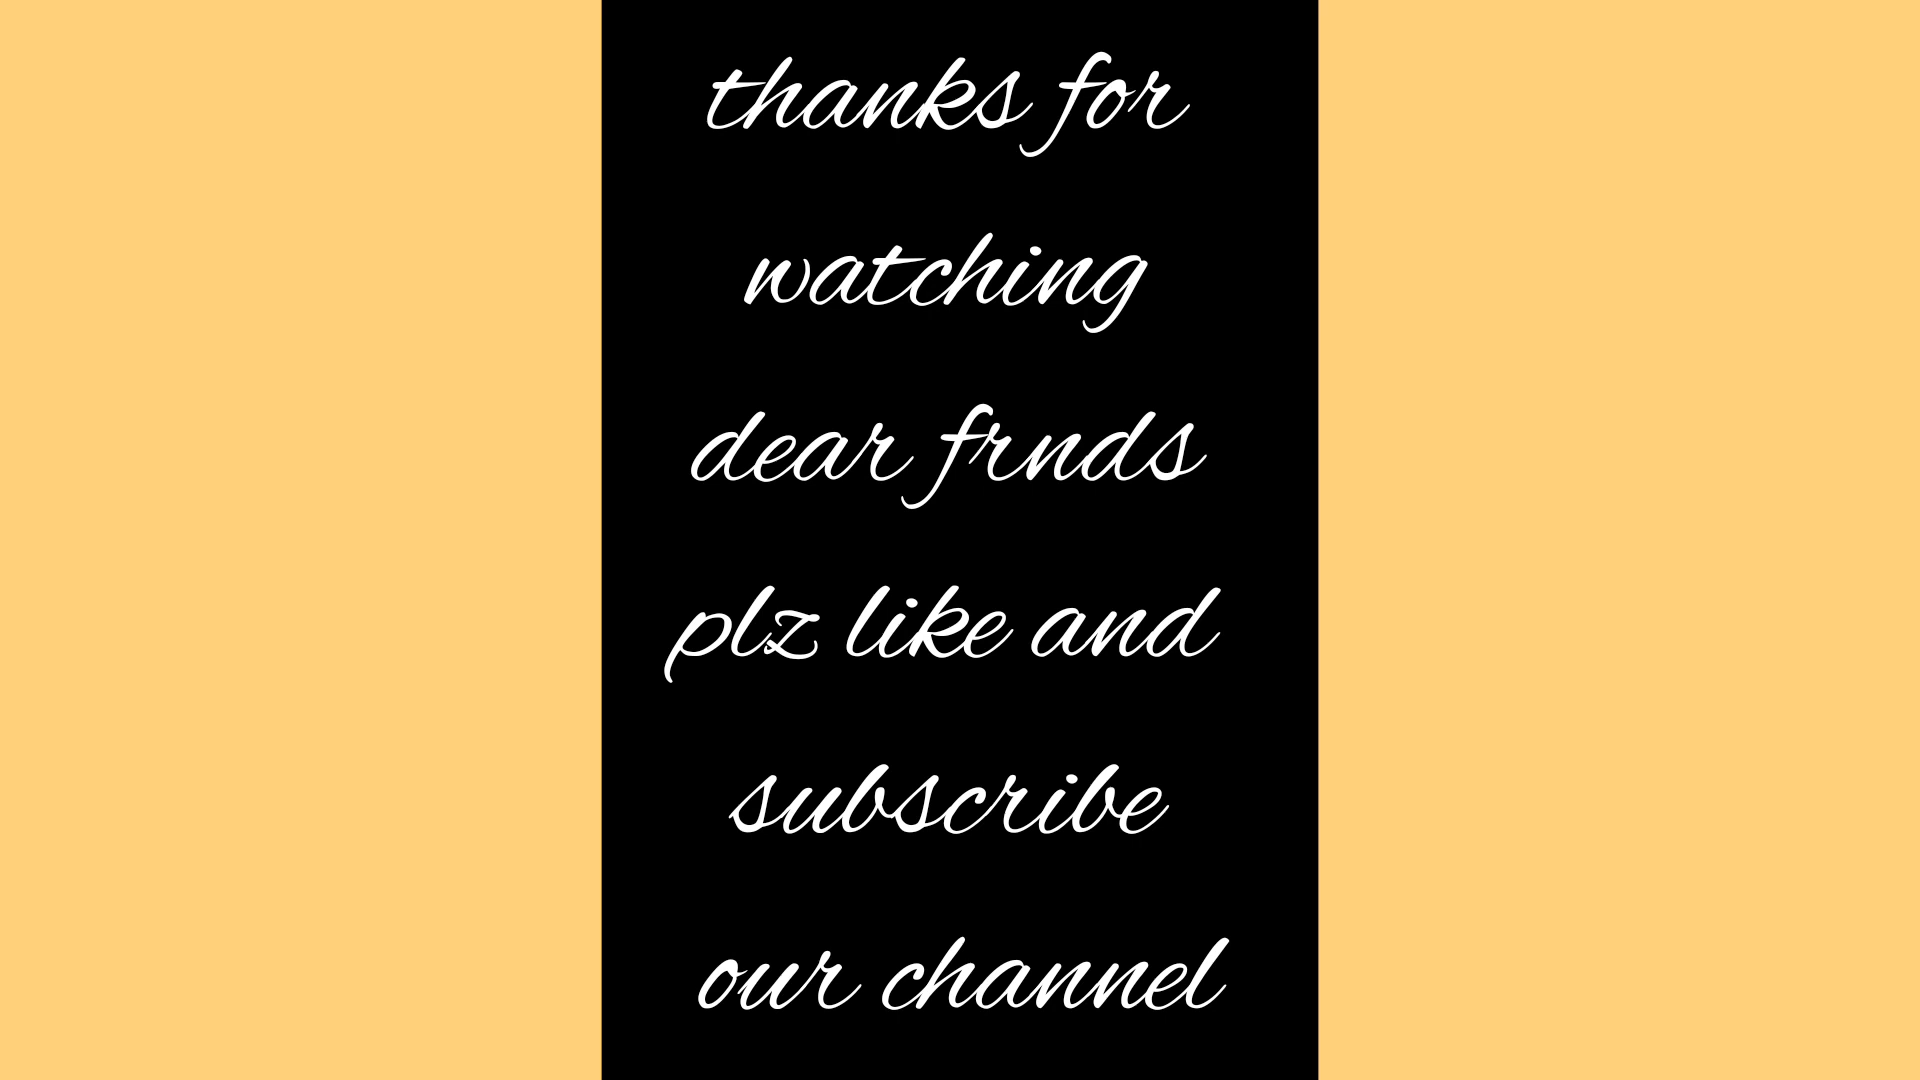 thanks for
watching
dear frnds
plz like and
subscribe
our channel